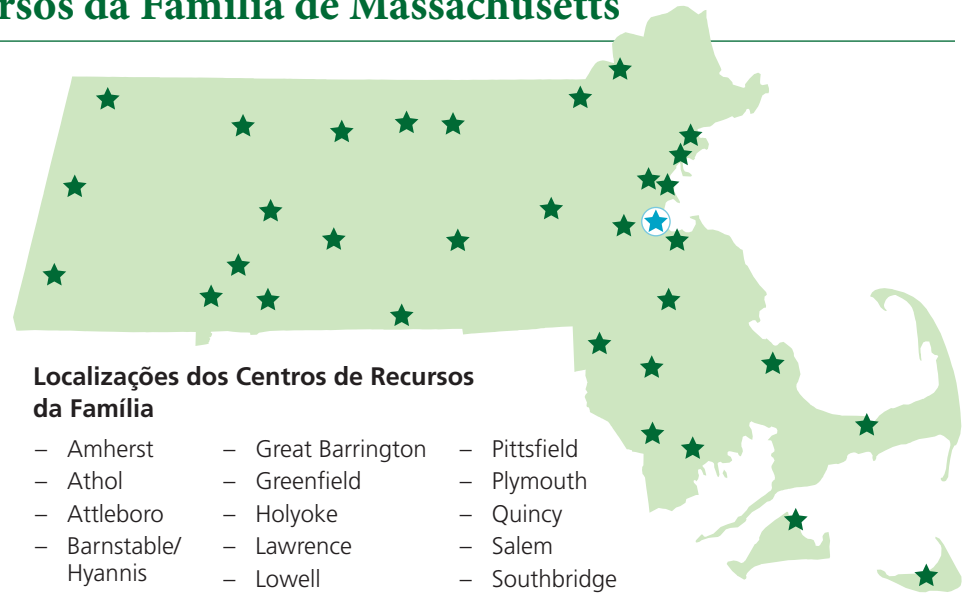 rsos da Família de Massachusetts
Localizações dos Centros de Recursos
da Família
– Amherst
– Athol
– Attleboro
– Barnstable/
Hyannis
– Great Barrington
– Greenfield
– Holyoke
– Lawrence
– Lowell
– Pittsfield
– Plymouth
– Quincy
– Salem
– Southbridge